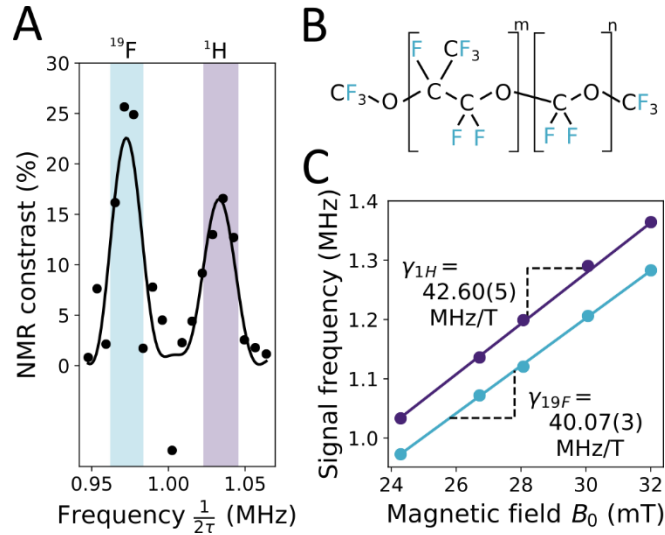 A
19F
1H
30
25
20
15
10
5
0
NMR constrast (%)
0.95
1.00
1.05
Frequency 1/2τ (MHz)
B
m
n
F
CF3
CF3
O
C
C
O
C
O
CF3
F F
F F
C
1.4
1.3
1.2
1.1
1.0
Signal frequency (MHz)
γ1H =
42.60(5)
MHz/T
γ19F =
40.07(3)
MHz/T
24
26
28
30
32
Magnetic field B0 (mT)